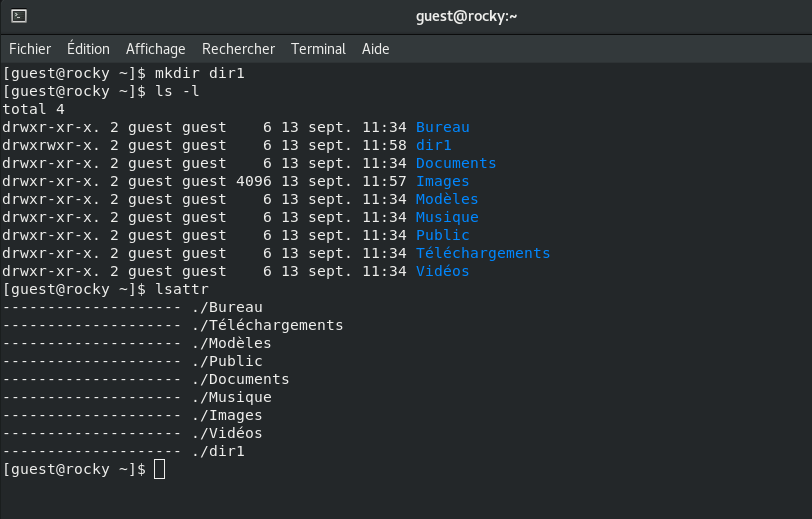 guest@rocky:~
Fichier Édition Affichage Rechercher Terminal Aide
[guest@rocky ~]$ mkdir dir1
[guest@rocky ~]$ ls -l
total 4
drwxr-xr-x. 2 guest guest    6 13 sept. 11:34 Bureau
drwxrwxr-x. 2 guest guest    6 13 sept. 11:58 dir1
drwxr-xr-x. 2 guest guest    6 13 sept. 11:34 Documents
drwxr-xr-x. 2 guest guest 4096 13 sept. 11:57 Images
drwxr-xr-x. 2 guest guest    6 13 sept. 11:34 Modèles
drwxr-xr-x. 2 guest guest    6 13 sept. 11:34 Musique
drwxr-xr-x. 2 guest guest    6 13 sept. 11:34 Public
drwxr-xr-x. 2 guest guest    6 13 sept. 11:34 Téléchargements
drwxr-xr-x. 2 guest guest    6 13 sept. 11:34 Vidéos
[guest@rocky ~]$ lsattr
-------------------- ./Bureau
-------------------- ./Téléchargements
-------------------- ./Modèles
-------------------- ./Public
-------------------- ./Documents
-------------------- ./Musique
-------------------- ./Images
-------------------- ./Vidéos
-------------------- ./dir1
[guest@rocky ~]$